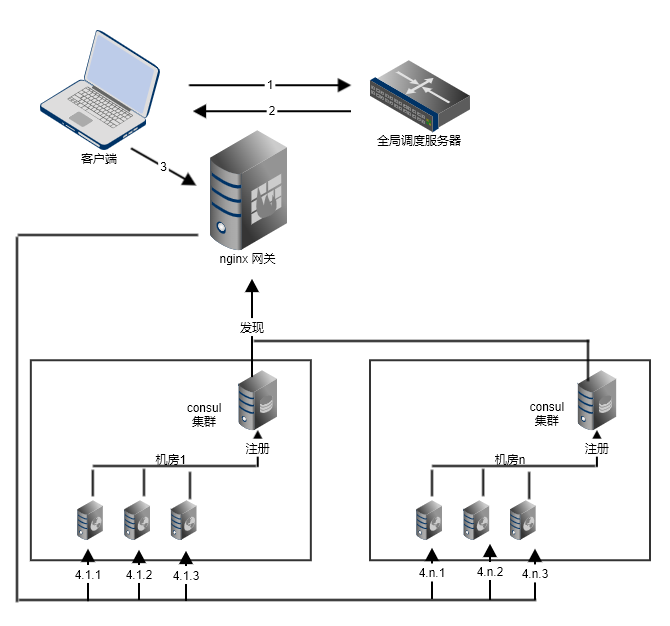 1
2
全局调度服务器
客户端
3
nginx 网关
发现
consul
集群
consul
集群
注册
注册
机房1
机房n
4.1.1
4.1.2
4.1.3
4.n.1
4.n.2
4.n.3